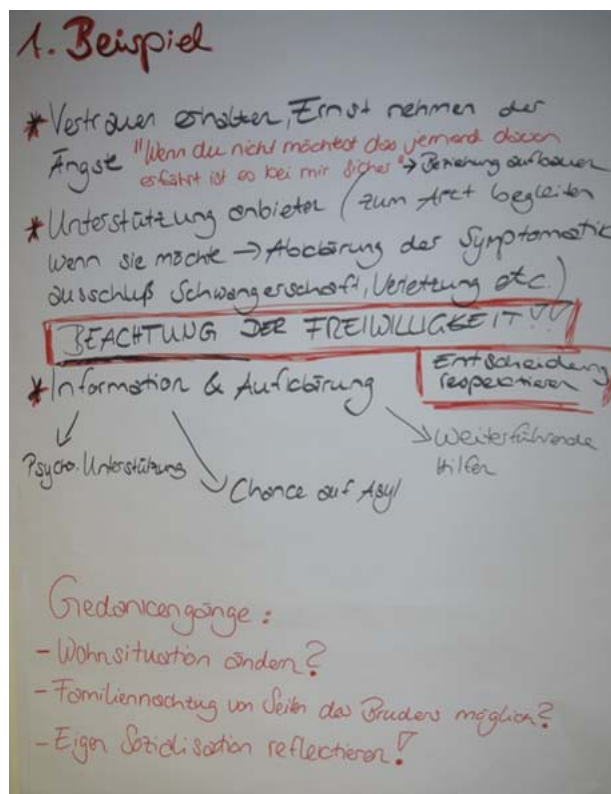 1. Beispiel
* Vertrauen erhalten, Ernst nehmen der
Ängste "Wenn du nicht möchtest das jemand davon
erfährt ist es bei mir sicher" → Beziehung aufbauen
* Unterstützung anbieten (zum Arzt begleiten
wenn sie möchte → Abklärung der Symptomatik
ausschluß Schwangerschaft, Verletzung etc.)
BEACHTUNG DER FREIWILLIGKEIT!!
Entscheidung
respektieren
* Information & Aufklärung
Psycho. Unterstützung
Chance auf Asyl
Weiterführende
Hilfen
Gedankengänge:
- Wohnsituation ändern?
- Familiennachzug von Seiten des Bruders möglich?
- Eigen Sozialisation reflektieren!